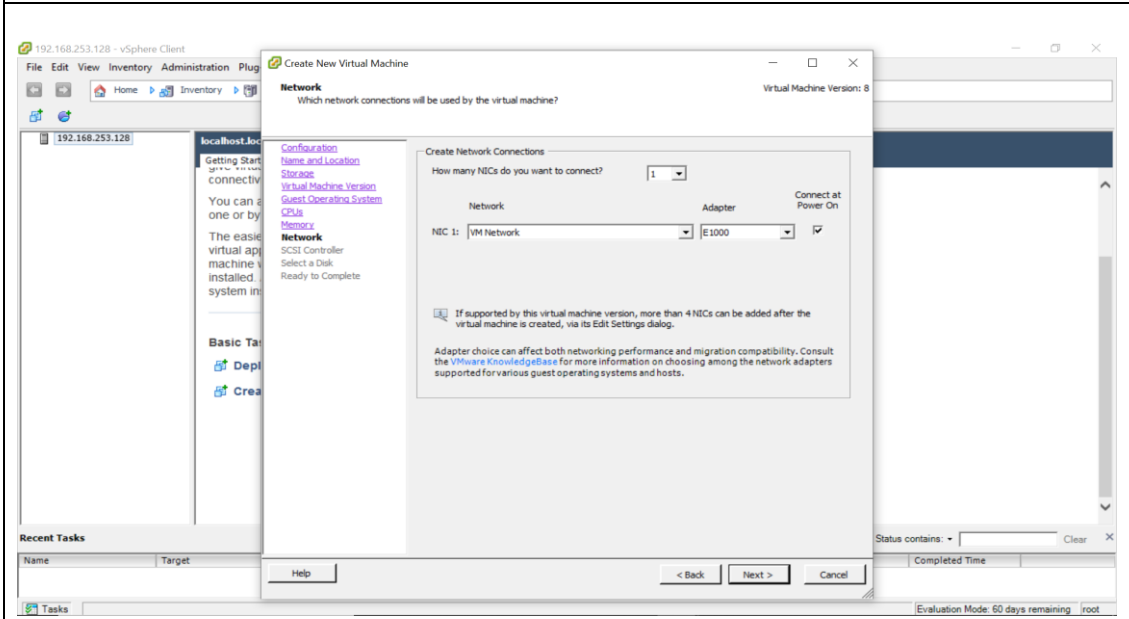 192.168.253.128 - vSphere Client
File Edit View Inventory Administration Plug
Home Inventory
192.168.253.128
localhost.loc
Getting Start
connectiv
You can a
one or by
The easie
virtual app
machine v
installed.
system in
Basic Ta
Depl
Crea
Create New Virtual Machine
Network
Which network connections will be used by the virtual machine?
Virtual Machine Version: 8
Configuration
Name and Location
Storage
Virtual Machine Version
Guest Operating System
CPUs
Memory
Network
SCSI Controller
Select a Disk
Ready to Complete
Create Network Connections
How many NICs do you want to connect? 1
Network Adapter Connect at Power On
NIC 1: VM Network E1000
If supported by this virtual machine version, more than 4 NICs can be added after the
virtual machine is created, via its Edit Settings dialog.
Adapter choice can affect both networking performance and migration compatibility. Consult
the VMware KnowledgeBase for more information on choosing among the network adapters
supported for various guest operating systems and hosts.
Help < Back Next > Cancel
Recent Tasks
Status contains: Clear
Name Target Completed Time
Tasks
Evaluation Mode: 60 days remaining root